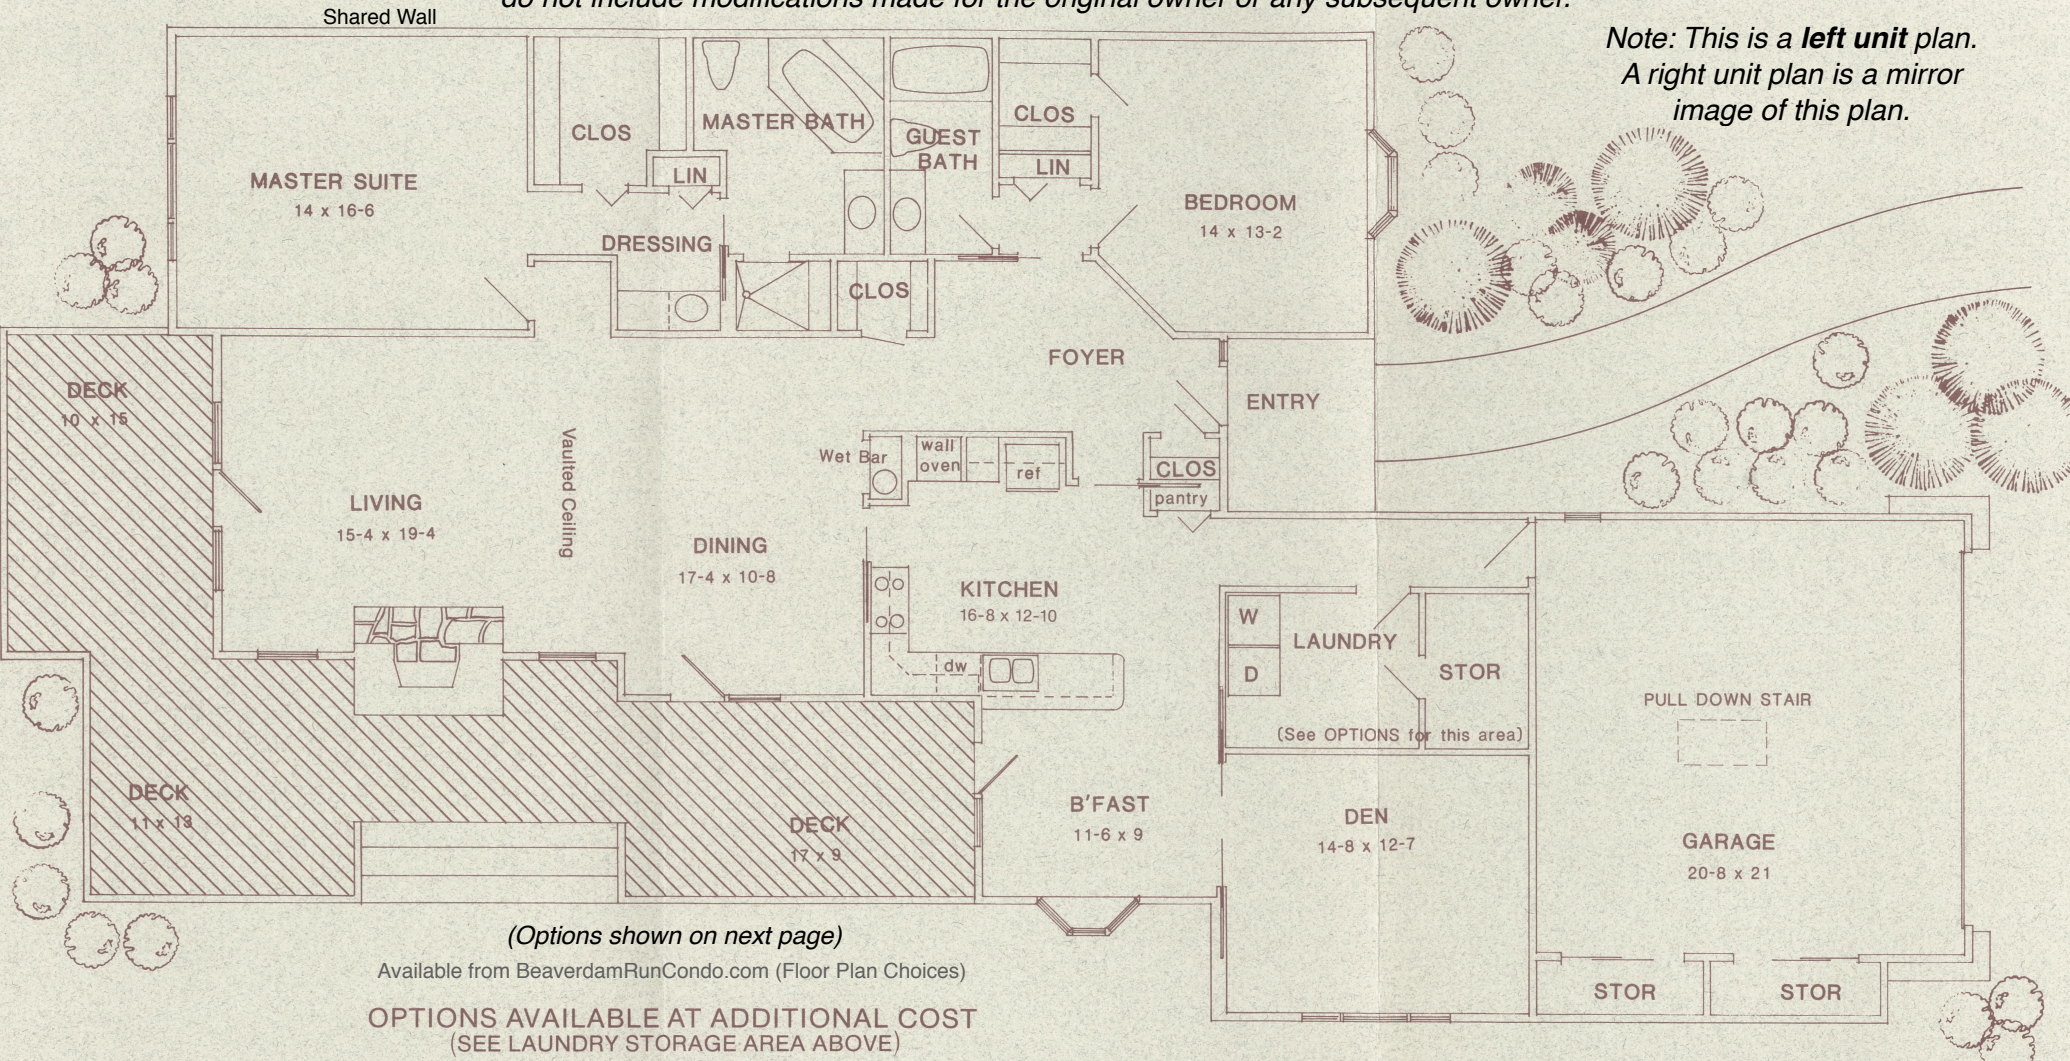 do not include modifications made for the original owner or any subsequent owner.
Shared Wall
Note: This is a left unit plan.
A right unit plan is a mirror
image of this plan.
MASTER SUITE
14 x 16-6
CLOS
LIN
MASTER BATH
GUEST
BATH
CLOS
LIN
BEDROOM
14 x 13-2
DRESSING
CLOS
FOYER
ENTRY
DECK
10 x 15
LIVING
15-4 x 19-4
Vaulted Ceiling
DINING
17-4 x 10-8
Wet Bar
wall
oven
ref
CLOS
pantry
KITCHEN
16-8 x 12-10
dw
W
D
LAUNDRY
STOR
(See OPTIONS for this area)
PULL DOWN STAIR
DECK
11 x 13
DECK
17 x 9
B'FAST
11-6 x 9
DEN
14-8 x 12-7
GARAGE
20-8 x 21
STOR
STOR
(Options shown on next page)
Available from BeaverdamRunCondo.com (Floor Plan Choices)
OPTIONS AVAILABLE AT ADDITIONAL COST
(SEE LAUNDRY STORAGE AREA ABOVE)